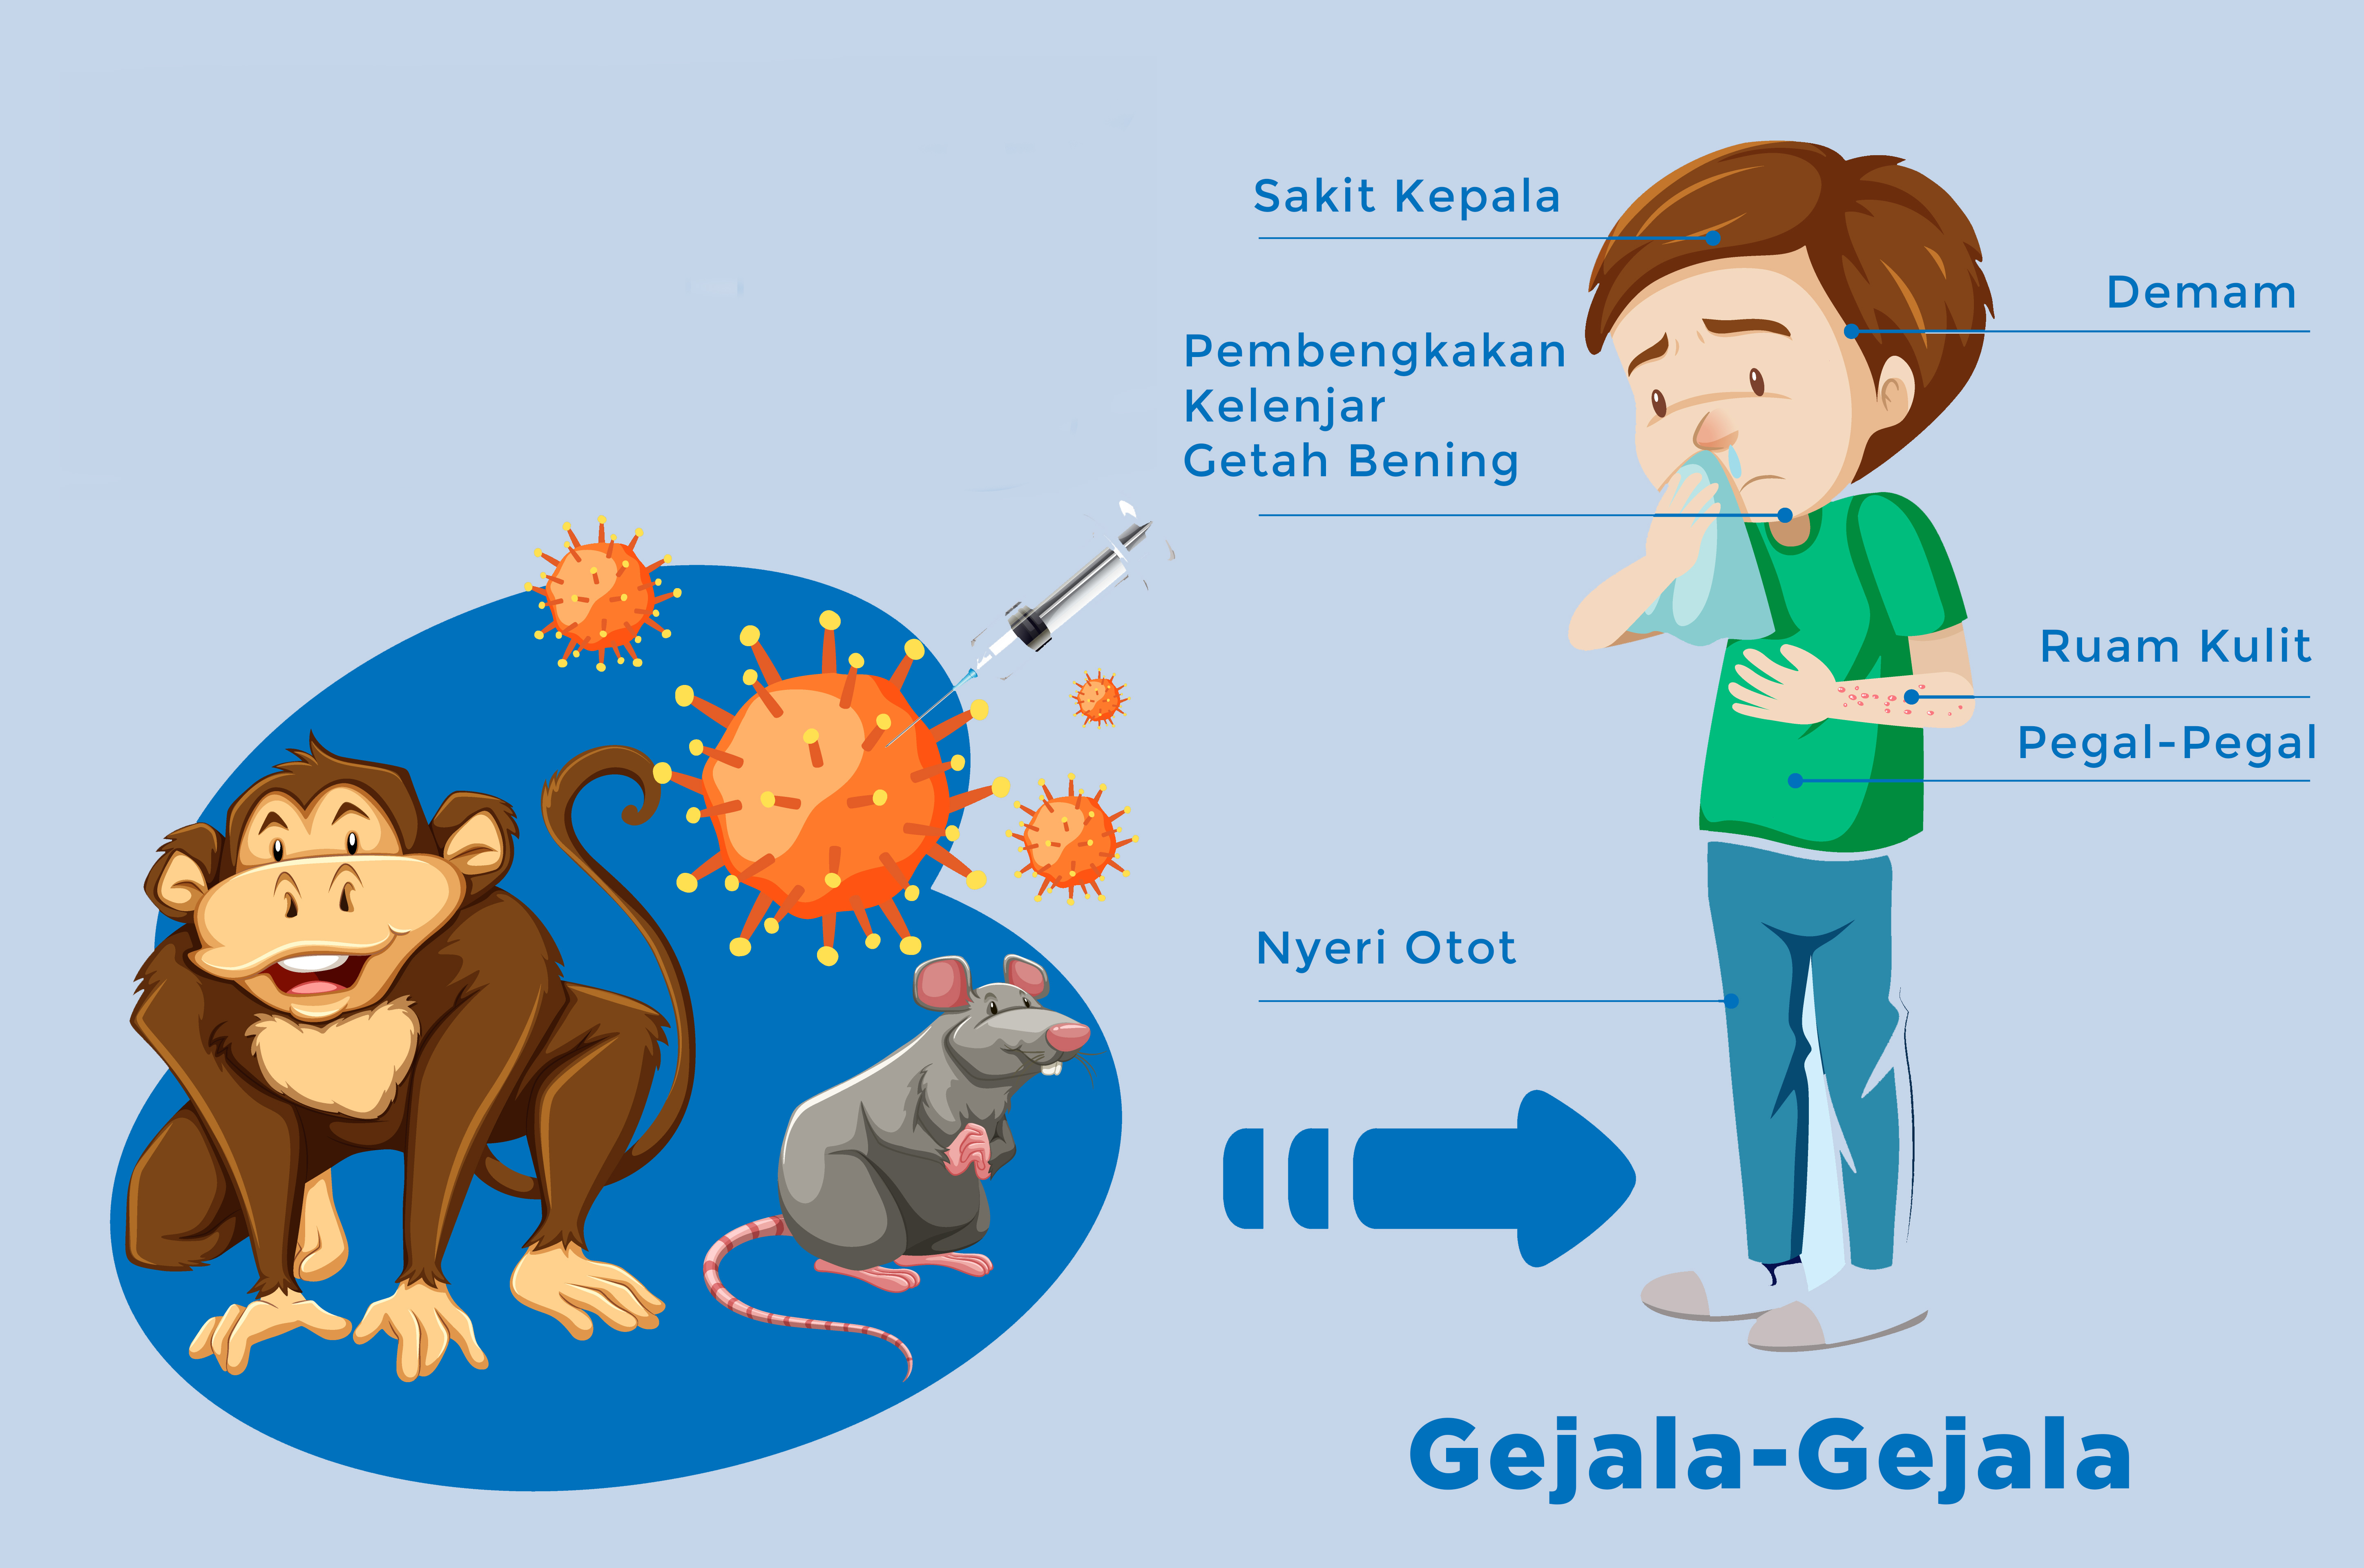 Sakit Kepala
Demam
Pembengkakan
Kelenjar
Getah Bening
Ruam Kulit
Pegal-Pegal
Nyeri Otot
Gejala-Gejala